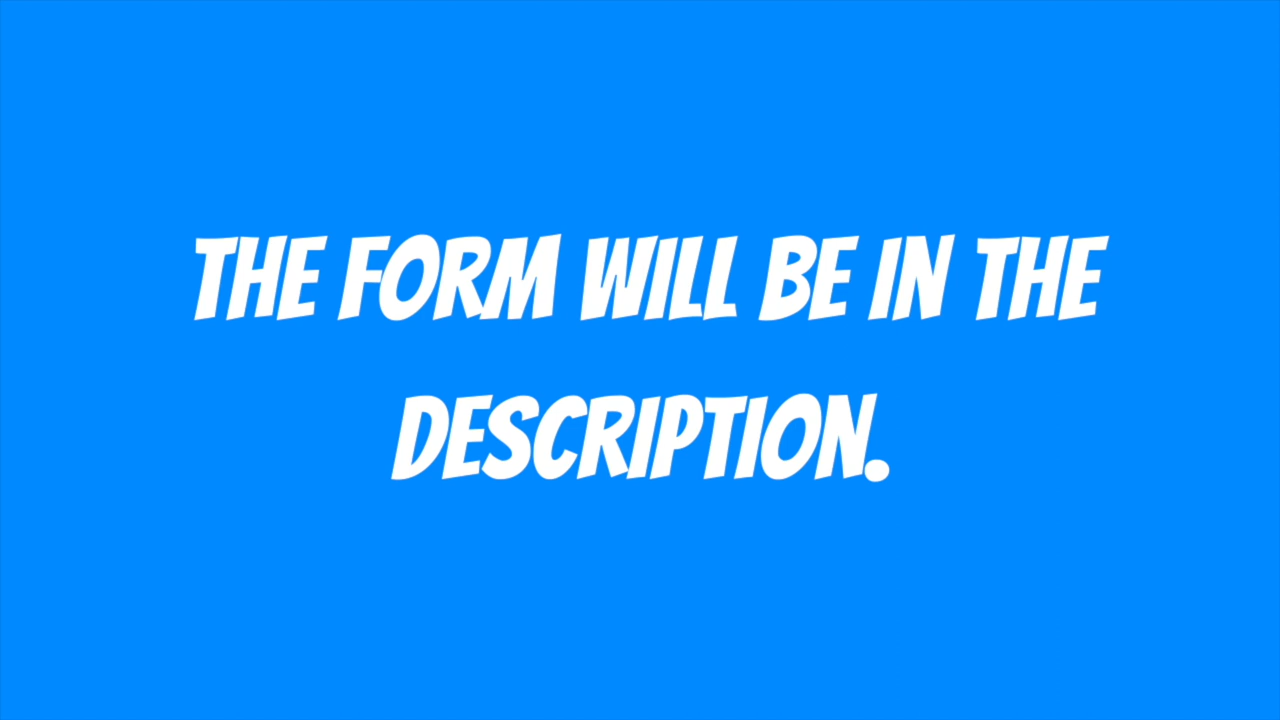 THE FORM WILL BE IN THE
DESCRIPTION.